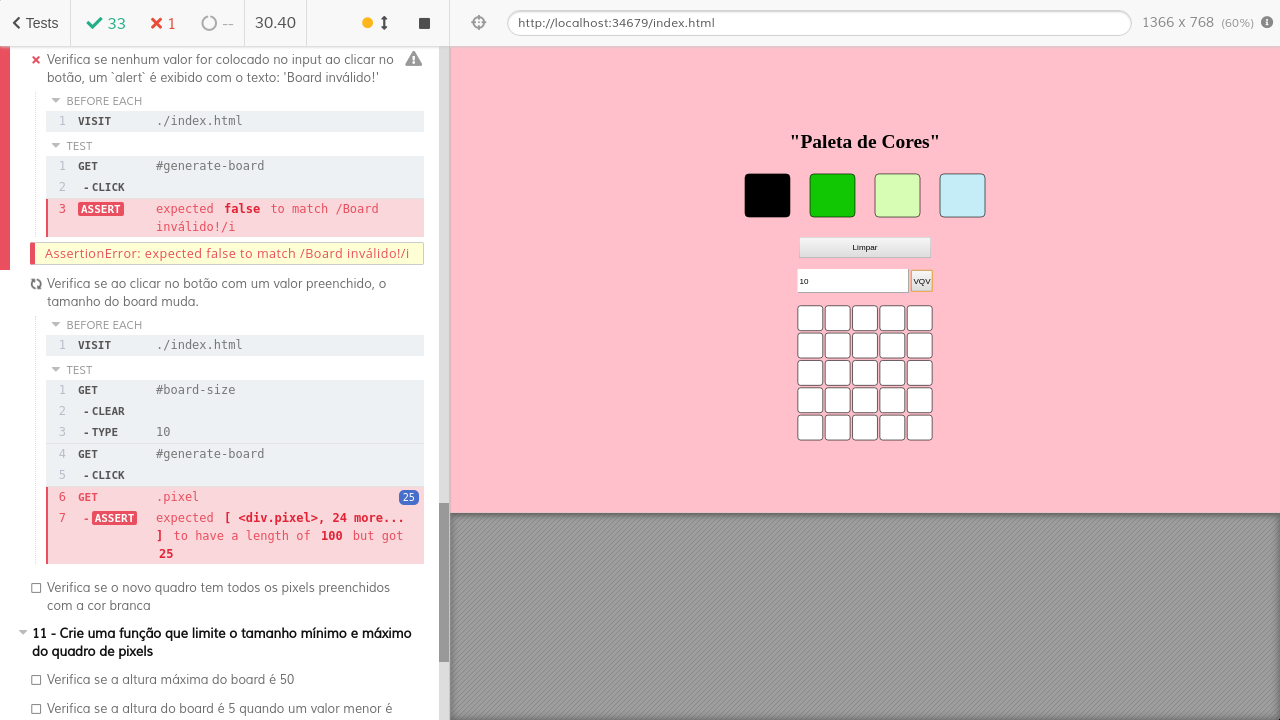 Tests 33 1 -- 30.40 http://localhost:34679/index.html 1366 x 768 (60%)
Verifica se nenhum valor for colocado no input ao clicar no
botão, um `alert` é exibido com o texto: 'Board inválido!'
BEFORE EACH
1 VISIT ./index.html
TEST
1 GET #generate-board
2 - CLICK
3 ASSERT expected false to match /Board
inválido!/i
AssertionError: expected false to match /Board inválido!/i
Verifica se ao clicar no botão com um valor preenchido, o
tamanho do board muda.
BEFORE EACH
1 VISIT ./index.html
TEST
1 GET #board-size
2 - CLEAR
3 - TYPE 10
4 GET #generate-board
5 - CLICK
6 GET .pixel 25
7 - ASSERT expected [ <div.pixel>, 24 more...
] to have a length of 100 but got
25
Verifica se o novo quadro tem todos os pixels preenchidos
com a cor branca
11 - Crie uma função que limite o tamanho mínimo e máximo
do quadro de pixels
Verifica se a altura máxima do board é 50
Verifica se a altura do board é 5 quando um valor menor é
"Paleta de Cores"
Limpar
10 VQV